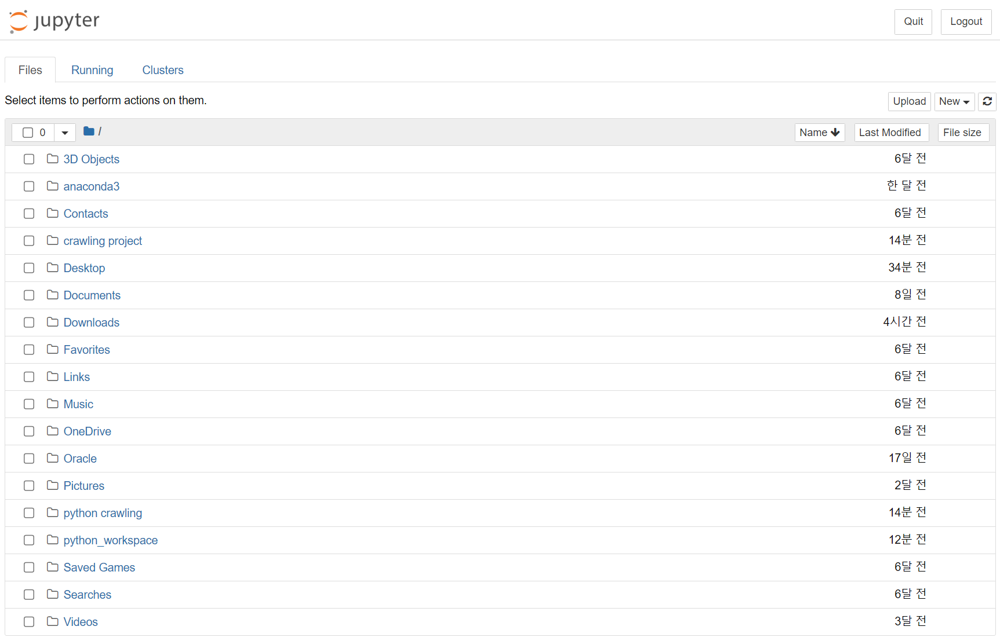 jupyter
Quit Logout
Files Running Clusters
Select items to perform actions on them.
Upload New
0 / Name Last Modified File size
3D Objects 6달 전
anaconda3 한 달 전
Contacts 6달 전
crawling project 14분 전
Desktop 34분 전
Documents 8일 전
Downloads 4시간 전
Favorites 6달 전
Links 6달 전
Music 6달 전
OneDrive 6달 전
Oracle 17일 전
Pictures 2달 전
python crawling 14분 전
python_workspace 12분 전
Saved Games 6달 전
Searches 6달 전
Videos 3달 전